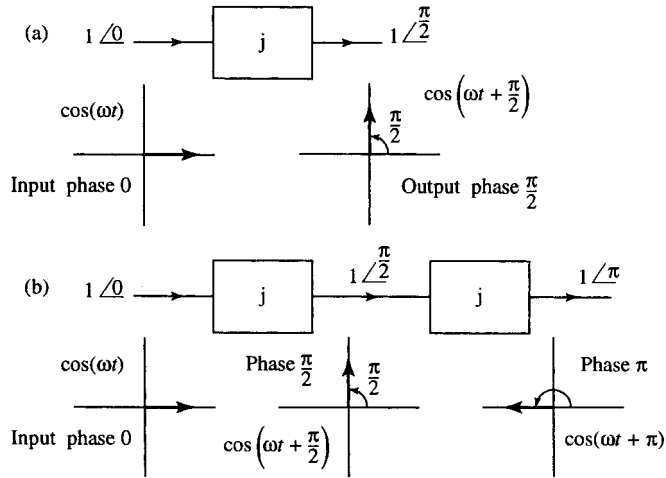 (a) 1 ∠0 j 1 ∠π/2
cos(ωt) cos(ωt + π/2)
π/2
Input phase 0 Output phase π/2
(b) 1 ∠0 j 1 ∠π/2 j 1 ∠π
cos(ωt) Phase π/2 π/2 Phase π
Input phase 0 cos(ωt + π/2) cos(ωt + π)